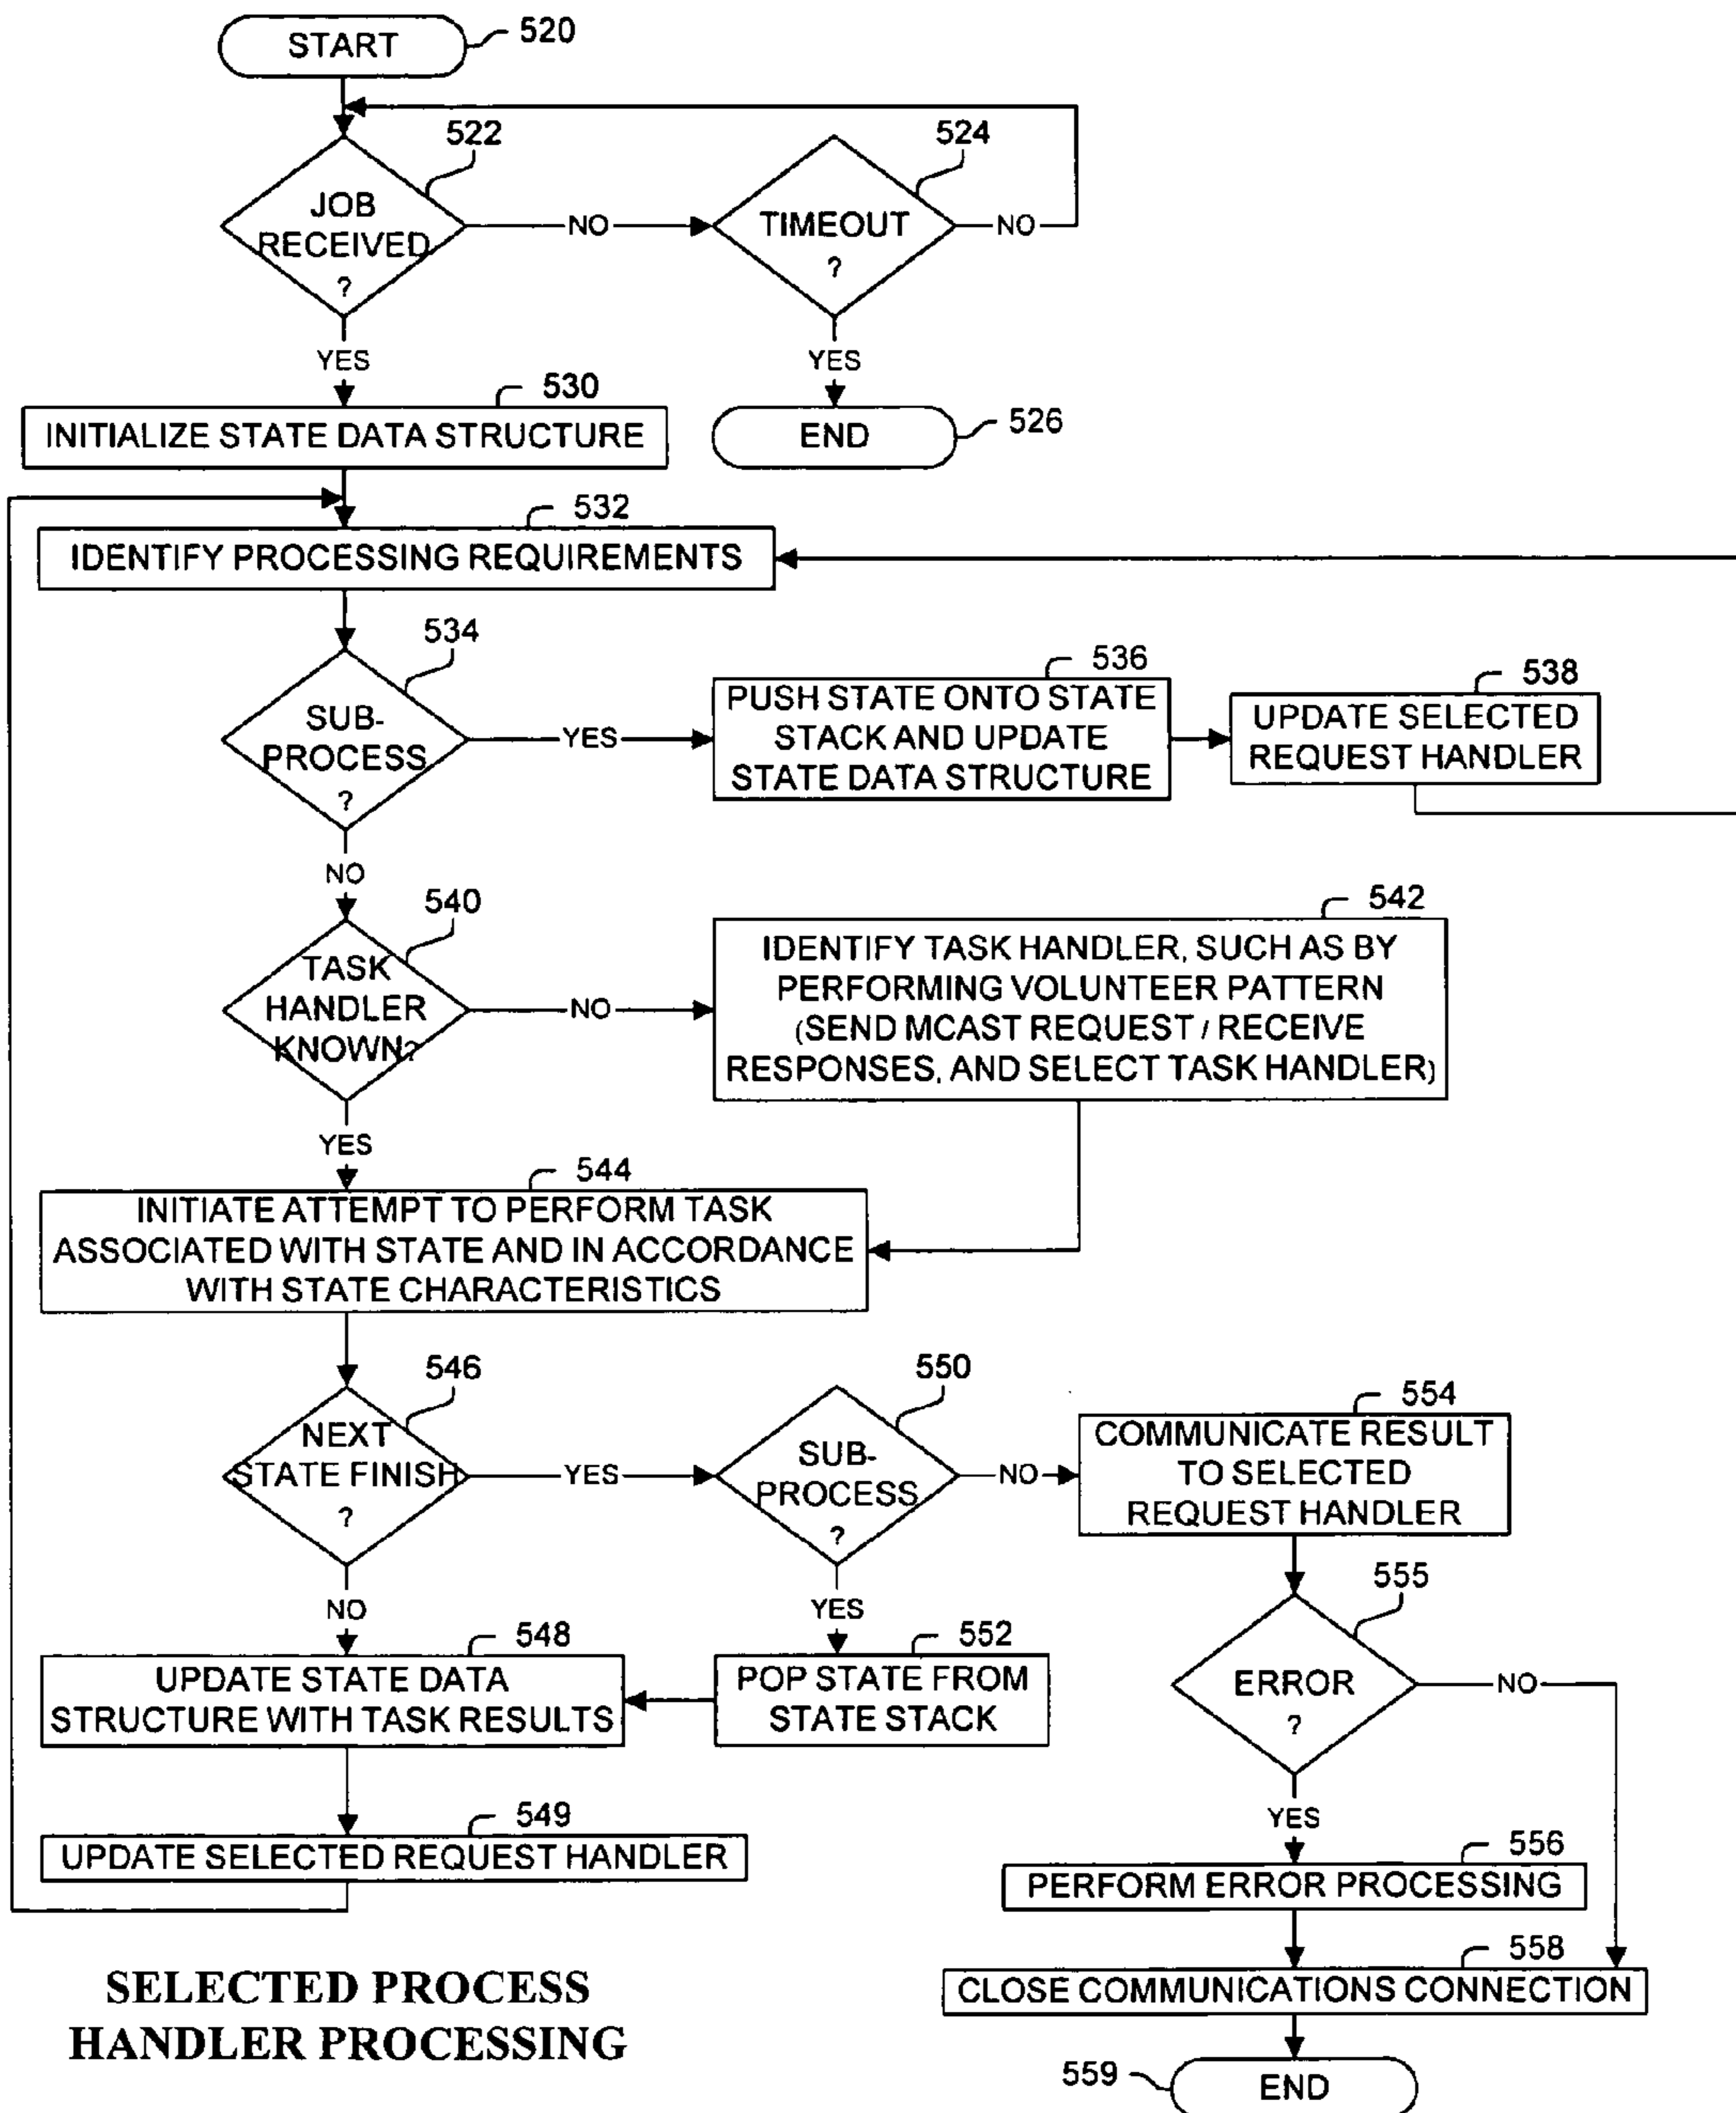 START
520
522
524
JOB
RECEIVED
?
NO
TIMEOUT
?
NO
YES
YES
530
INITIALIZE STATE DATA STRUCTURE
END
526
532
IDENTIFY PROCESSING REQUIREMENTS
534
SUB-
PROCESS
?
YES
536
PUSH STATE ONTO STATE
STACK AND UPDATE
STATE DATA STRUCTURE
538
UPDATE SELECTED
REQUEST HANDLER
NO
540
TASK
HANDLER
KNOWN?
NO
542
IDENTIFY TASK HANDLER, SUCH AS BY
PERFORMING VOLUNTEER PATTERN
(SEND MCAST REQUEST / RECEIVE
RESPONSES, AND SELECT TASK HANDLER)
YES
544
INITIATE ATTEMPT TO PERFORM TASK
ASSOCIATED WITH STATE AND IN ACCORDANCE
WITH STATE CHARACTERISTICS
546
NEXT
STATE FINISH
?
YES
550
SUB-
PROCESS
?
NO
554
COMMUNICATE RESULT
TO SELECTED
REQUEST HANDLER
NO
YES
555
ERROR
?
NO
548
UPDATE STATE DATA
STRUCTURE WITH TASK RESULTS
552
POP STATE FROM
STATE STACK
549
UPDATE SELECTED REQUEST HANDLER
YES
556
PERFORM ERROR PROCESSING
558
CLOSE COMMUNICATIONS CONNECTION
559
END
SELECTED PROCESS
HANDLER PROCESSING